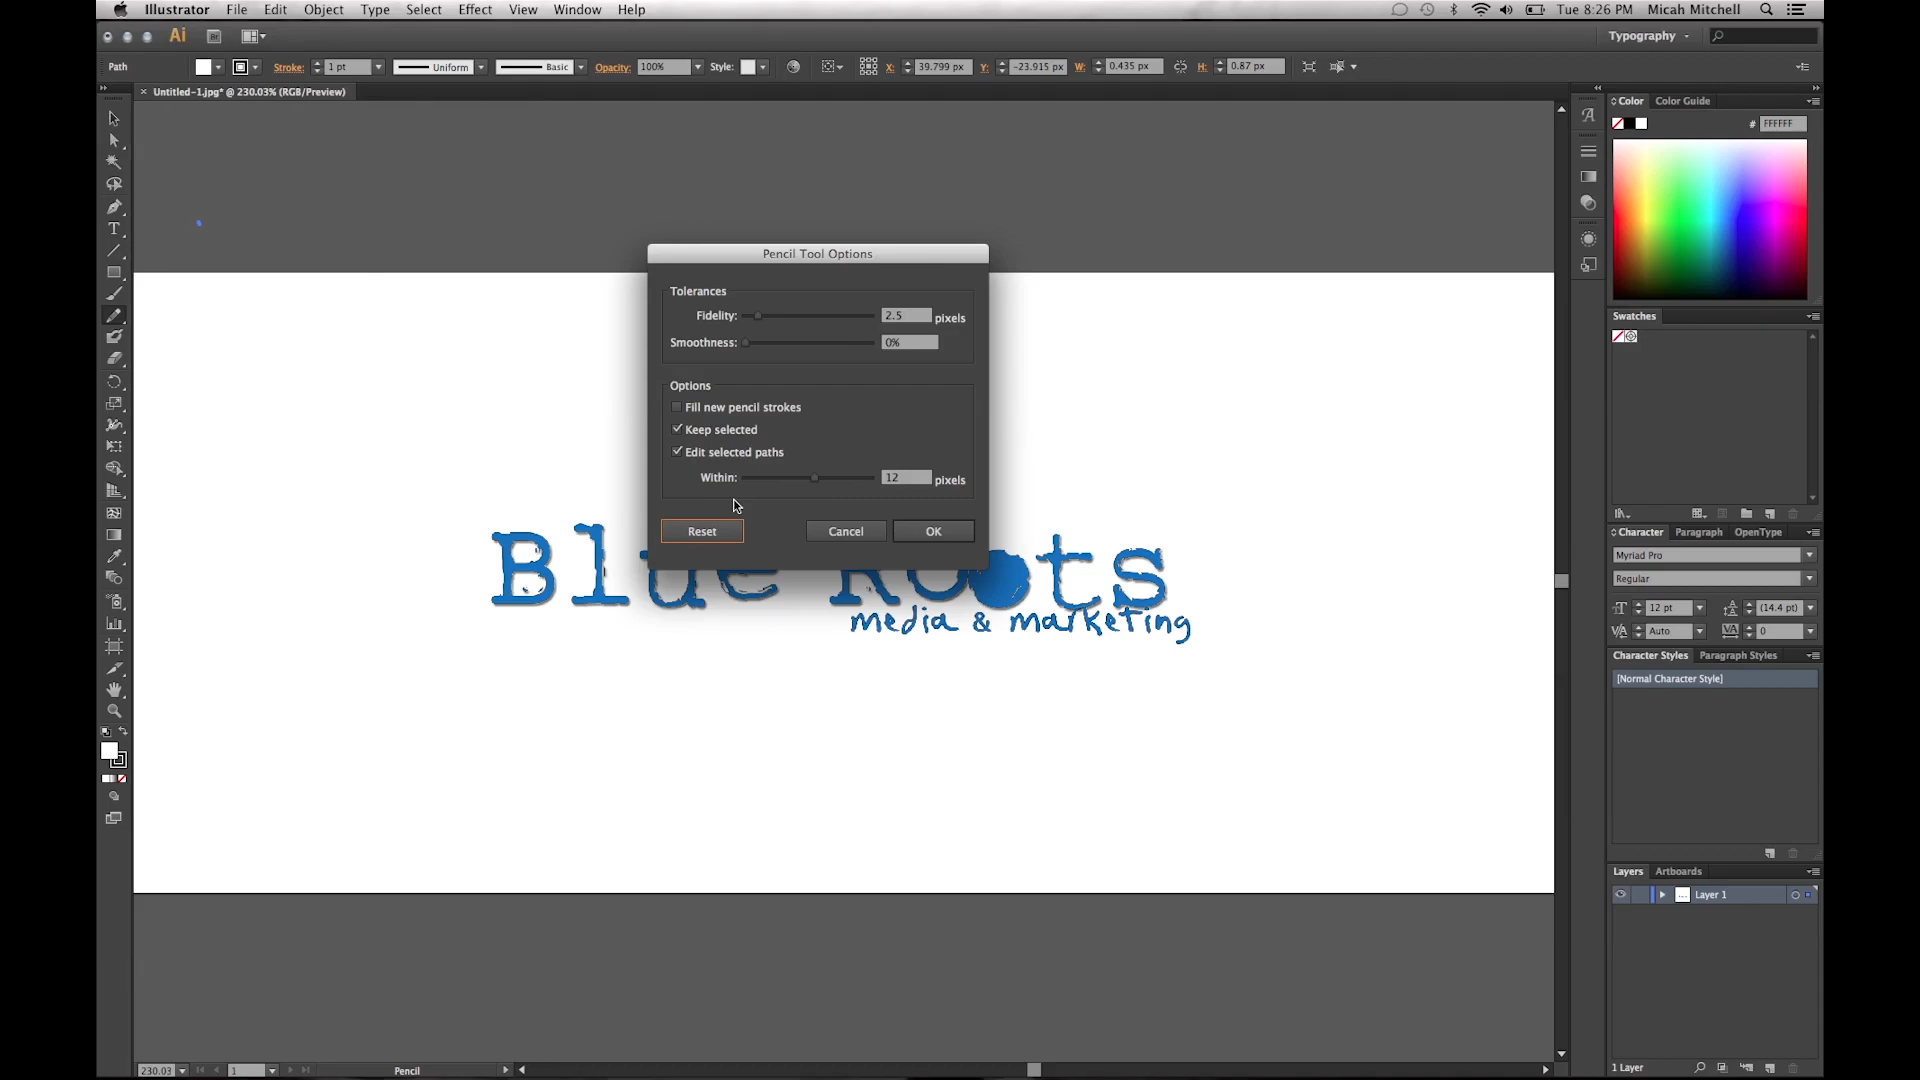 Illustrator File Edit Object Type Select Effect View Window Help
Tue 8:26 PM Micah Mitchell
Ai Br
Typography
Path Stroke: 1 pt Uniform Basic Opacity: 100% Style: X: 39.799 px Y: -23.915 px W: 0.435 px H: 0.87 px
Untitled-1.jpg* @ 230.03% (RGB/Preview)
Color Color Guide
# FFFFFF
Pencil Tool Options
Tolerances
Fidelity: 2.5 pixels
Smoothness: 0%
Options
Fill new pencil strokes
Keep selected
Edit selected paths
Within: 12 pixels
Reset Cancel OK
Blue Roots
media & marketing
Swatches
Character Paragraph OpenType
Myriad Pro
Regular
12 pt (14.4 pt)
Auto 0
Character Styles Paragraph Styles
[Normal Character Style]
Layers Artboards
Layer 1
1 Layer
230.03 1 Pencil